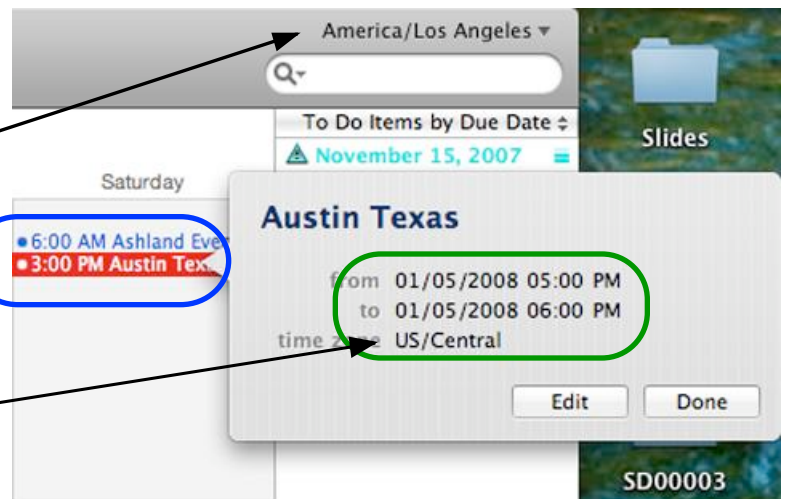 America/Los Angeles
To Do Items by Due Date
November 15, 2007
Slides
Saturday
6:00 AM Ashland
3:00 PM Austin
Austin Texas
from 01/05/2008 05:00 PM
to 01/05/2008 06:00 PM
time zone US/Central
Edit
Done
SD00003